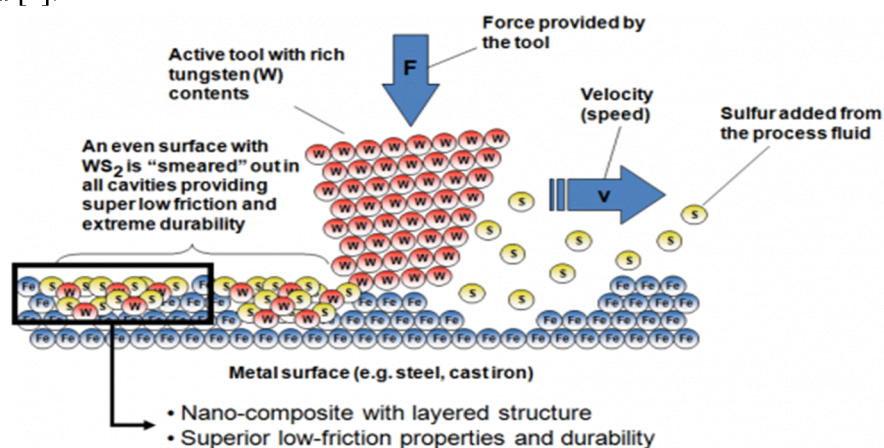 Force provided by
the tool
Active tool with rich
tungsten (W)
contents
F
Velocity
(speed)
Sulfur added from
the process fluid
An even surface with
WS2 is "smeared" out in
all cavities providing
super low friction and
extreme durability
v
Metal surface (e.g. steel, cast iron)
• Nano-composite with layered structure
• Superior low-friction properties and durability